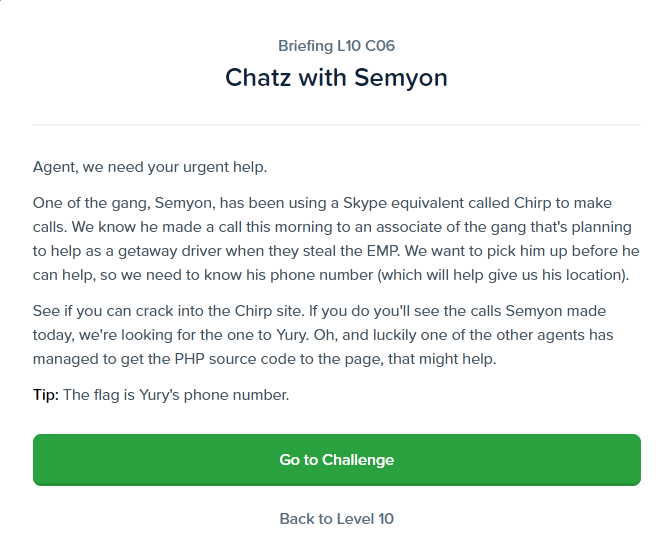 Briefing L10 C06
Chatz with Semyon
Agent, we need your urgent help.
One of the gang, Semyon, has been using a Skype equivalent called Chirp to make
calls. We know he made a call this morning to an associate of the gang that's planning
to help as a getaway driver when they steal the EMP. We want to pick him up before he
can help, so we need to know his phone number (which will help give us his location).
See if you can crack into the Chirp site. If you do you'll see the calls Semyon made
today, we're looking for the one to Yury. Oh, and luckily one of the other agents has
managed to get the PHP source code to the page, that might help.
Tip: The flag is Yury's phone number.
Go to Challenge
Back to Level 10